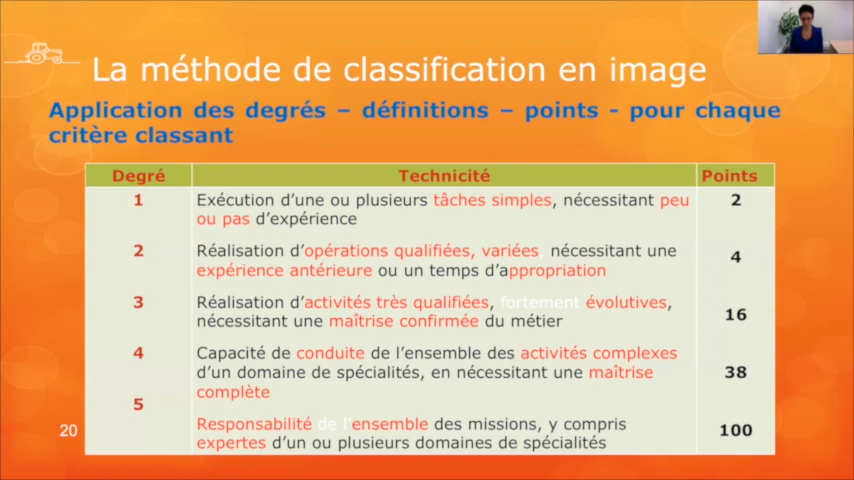 La méthode de classification en image
Application des degrés – définitions – points - pour chaque
critère classant
Degré Technicité Points
1 Exécution d’une ou plusieurs tâches simples, nécessitant peu 2
ou pas d’expérience
2 Réalisation d’opérations qualifiées, variées, nécessitant une 4
expérience antérieure ou un temps d’appropriation
3 Réalisation d’activités très qualifiées, fortement évolutives, 16
nécessitant une maîtrise confirmée du métier
4 Capacité de conduite de l’ensemble des activités complexes 38
d’un domaine de spécialités, en nécessitant une maîtrise
complète
5 Responsabilité de l’ensemble des missions, y compris 100
expertes d’un ou plusieurs domaines de spécialités
20